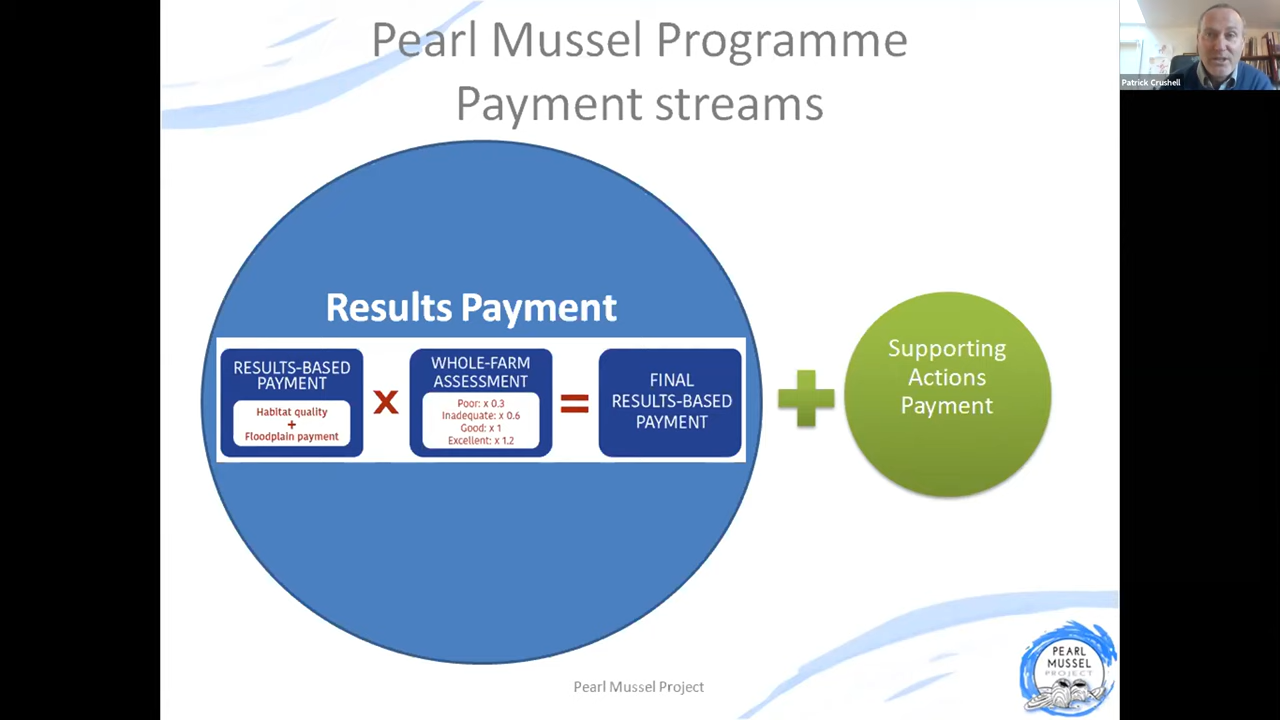 Pearl Mussel Programme
Payment streams
Patrick Crushell
Results Payment
RESULTS-BASED
PAYMENT
Habitat quality
+
Floodplain payment
x
WHOLE-FARM
ASSESSMENT
Poor: x 0.3
Inadequate: x 0.6
Good: x 1
Excellent: x 1.2
=
FINAL
RESULTS-BASED
PAYMENT
Supporting
Actions
Payment
Pearl Mussel Project
PEARL
MUSSEL
PROJECT